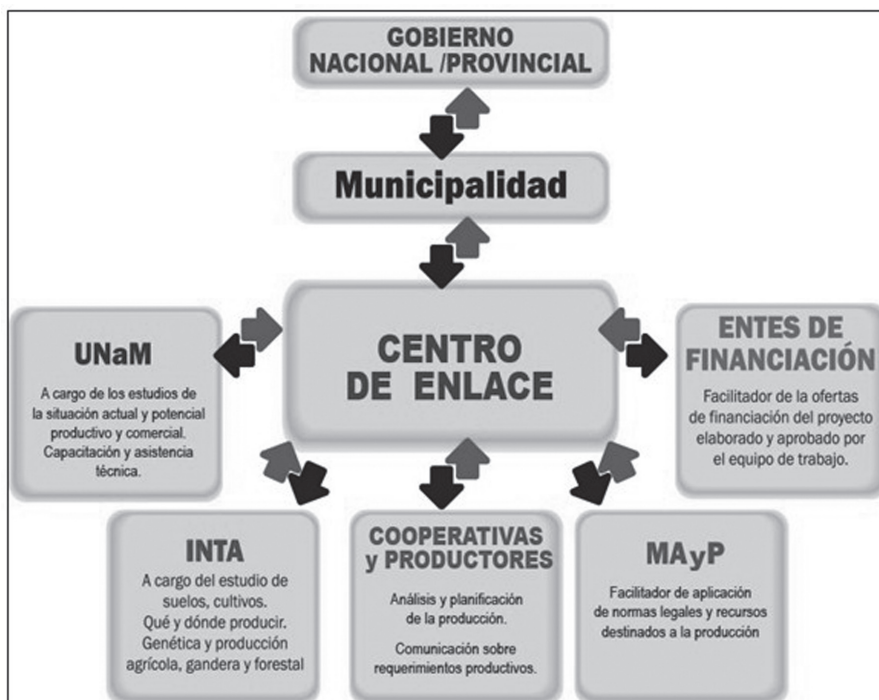 GOBIERNO
NACIONAL /PROVINCIAL
Municipalidad
CENTRO
DE ENLACE
UNaM
A cargo de los estudios de
la situación actual y potencial
productivo y comercial.
Capacitación y asistencia
técnica.
ENTES DE
FINANCIACIÓN
Facilitador de la ofertas
de financiación del proyecto
elaborado y aprobado por
el equipo de trabajo.
INTA
A cargo del estudio de
suelos, cultivos.
Qué y dónde producir.
Genética y producción
agrícola, gandera y forestal
COOPERATIVAS
y PRODUCTORES
Análisis y planificación
de la producción.
Comunicación sobre
requerimientos productivos.
MAyP
Facilitador de aplicación
de normas legales y recursos
destinados a la producción